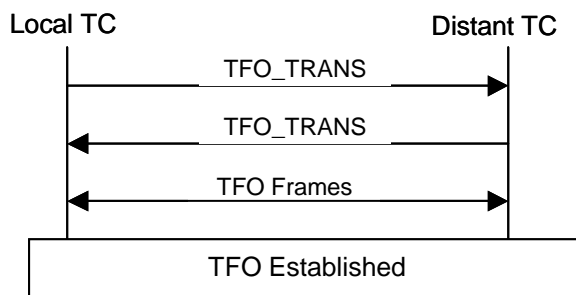 Local TC
Distant TC
TFO_TRANS
TFO_TRANS
TFO Frames
TFO Established